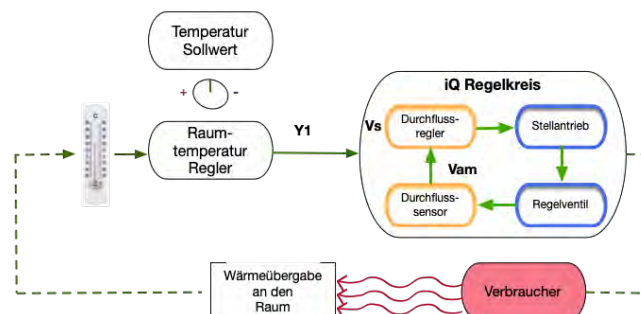 Temperatur
Sollwert
+ -
Raum-
temperatur
Regler
Y1
iQ Regelkreis
Vs
Durchfluss-
regler
Stellantrieb
Vam
Durchfluss-
sensor
Regelventil
Wärmeübergabe
an den
Raum
Verbraucher